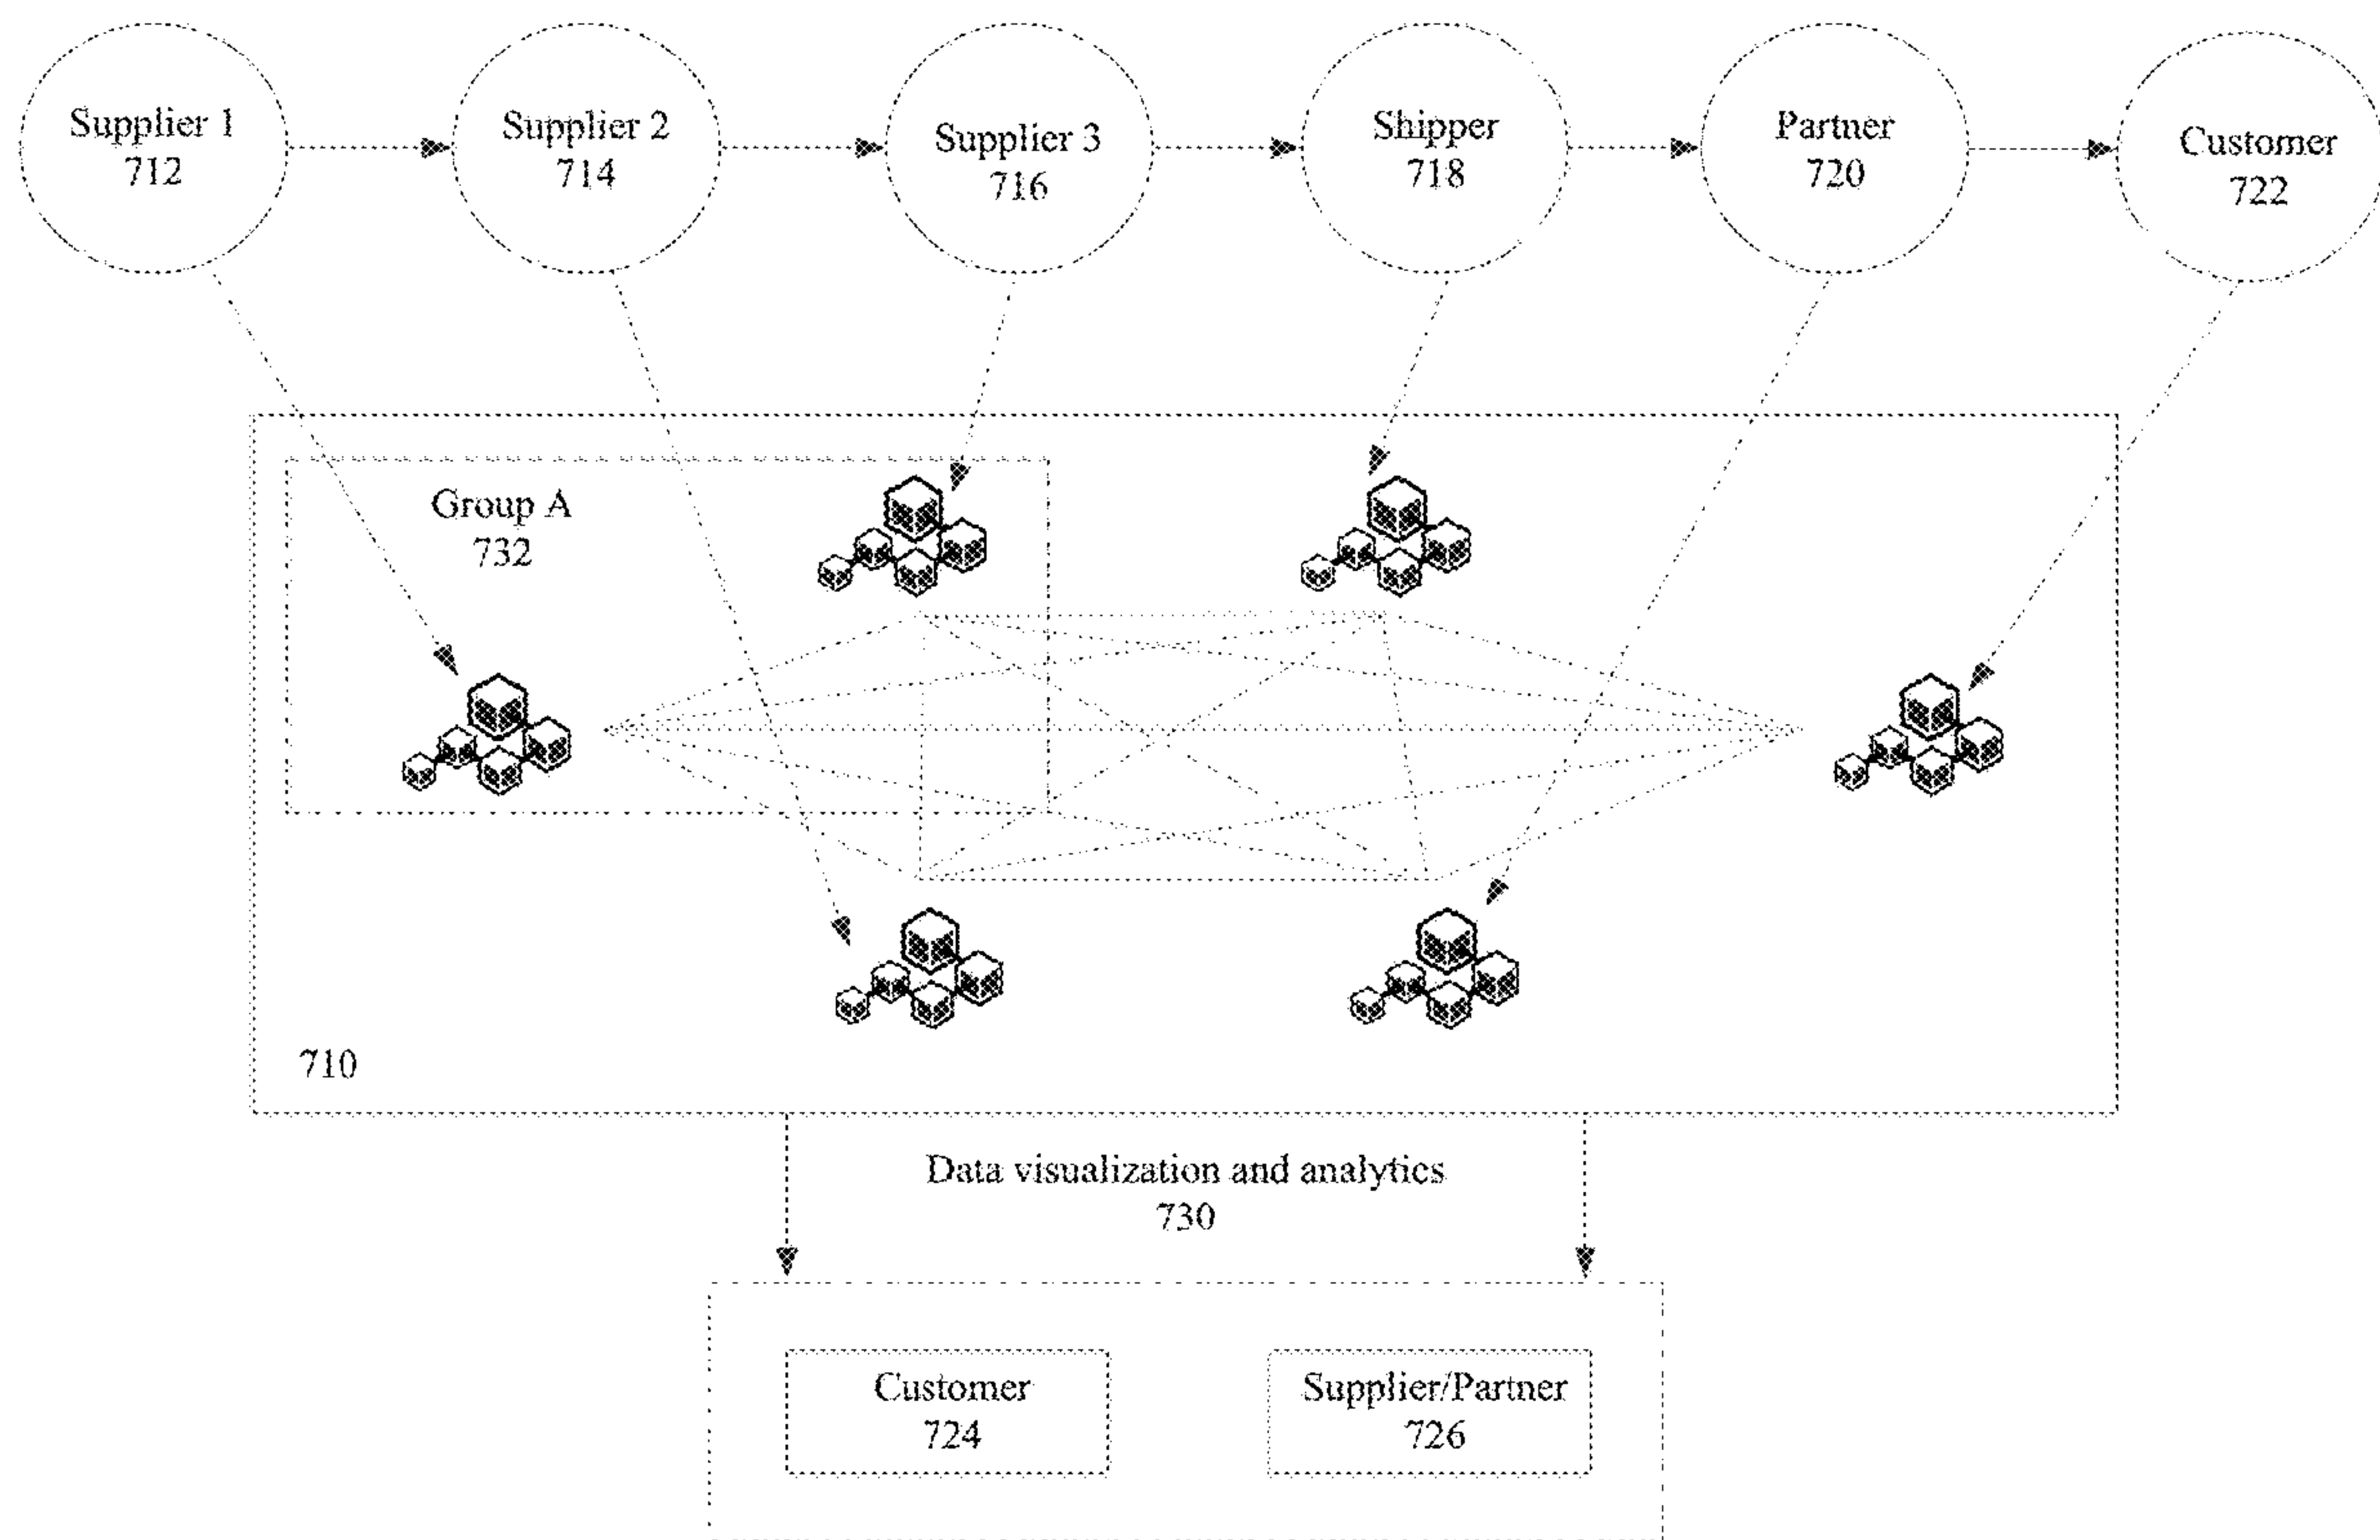 Supplier 1
712
Supplier 2
714
Supplier 3
716
Shipper
718
Partner
720
Customer
722
Group A
732
710
Data visualization and analytics
730
Customer
724
Supplier/Partner
726